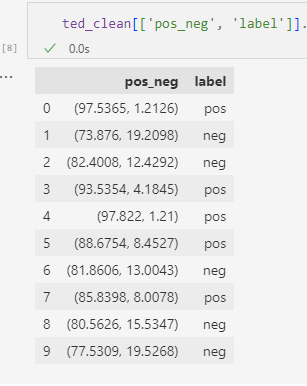 ted_clean[['pos_neg', 'label']].
[8] ✓ 0.0s
...
pos_neg label
0 (97.5365, 1.2126) pos
1 (73.876, 19.2098) neg
2 (82.4008, 12.4292) neg
3 (93.5354, 4.1845) pos
4 (97.822, 1.21) pos
5 (88.6754, 8.4527) pos
6 (81.8606, 13.0043) neg
7 (85.8398, 8.0078) pos
8 (80.5626, 15.5347) neg
9 (77.5309, 19.5268) neg